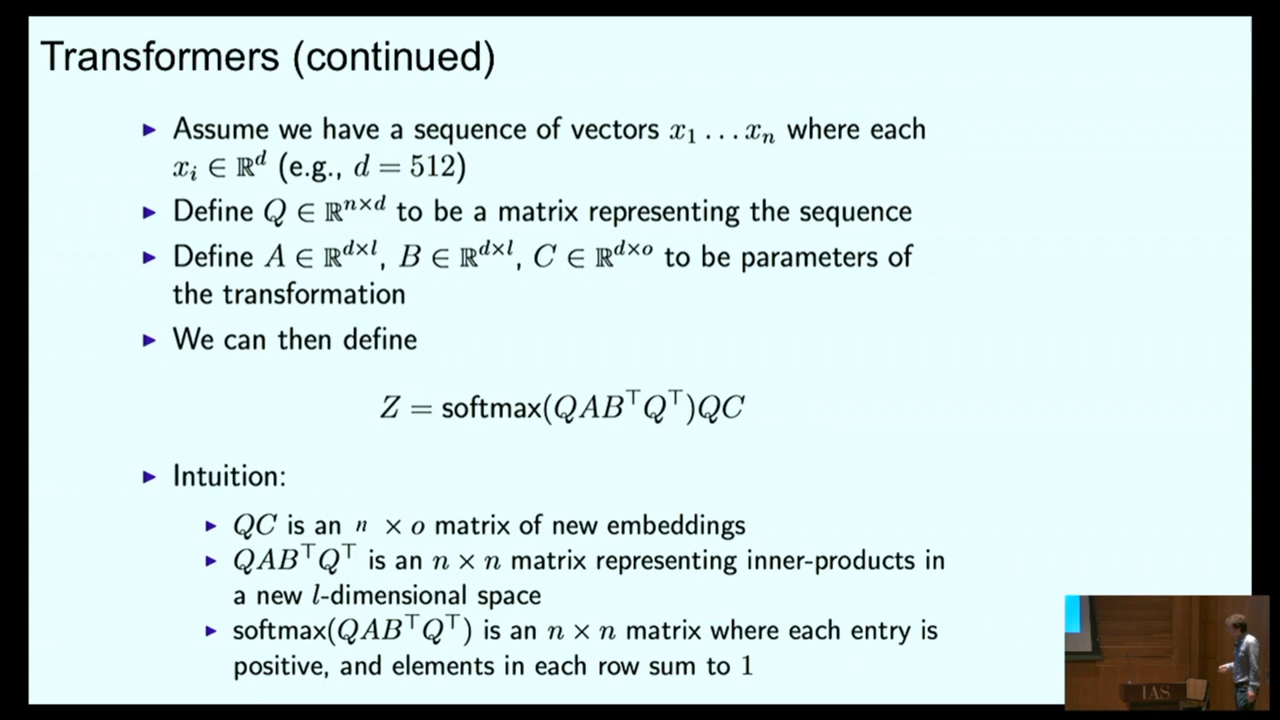 Transformers (continued)
▶ Assume we have a sequence of vectors x₁ … xₙ where each
xᵢ ∈ ℝᵈ (e.g., d = 512)
▶ Define Q ∈ ℝⁿˣᵈ to be a matrix representing the sequence
▶ Define A ∈ ℝᵈˣˡ, B ∈ ℝᵈˣˡ, C ∈ ℝᵈˣᵒ to be parameters of
the transformation
▶ We can then define
Z = softmax(QAB⊤Q⊤)QC
▶ Intuition:
▶ QC is an n × o matrix of new embeddings
▶ QAB⊤Q⊤ is an n × n matrix representing inner-products in
a new l-dimensional space
▶ softmax(QAB⊤Q⊤) is an n × n matrix where each entry is
positive, and elements in each row sum to 1
IAS